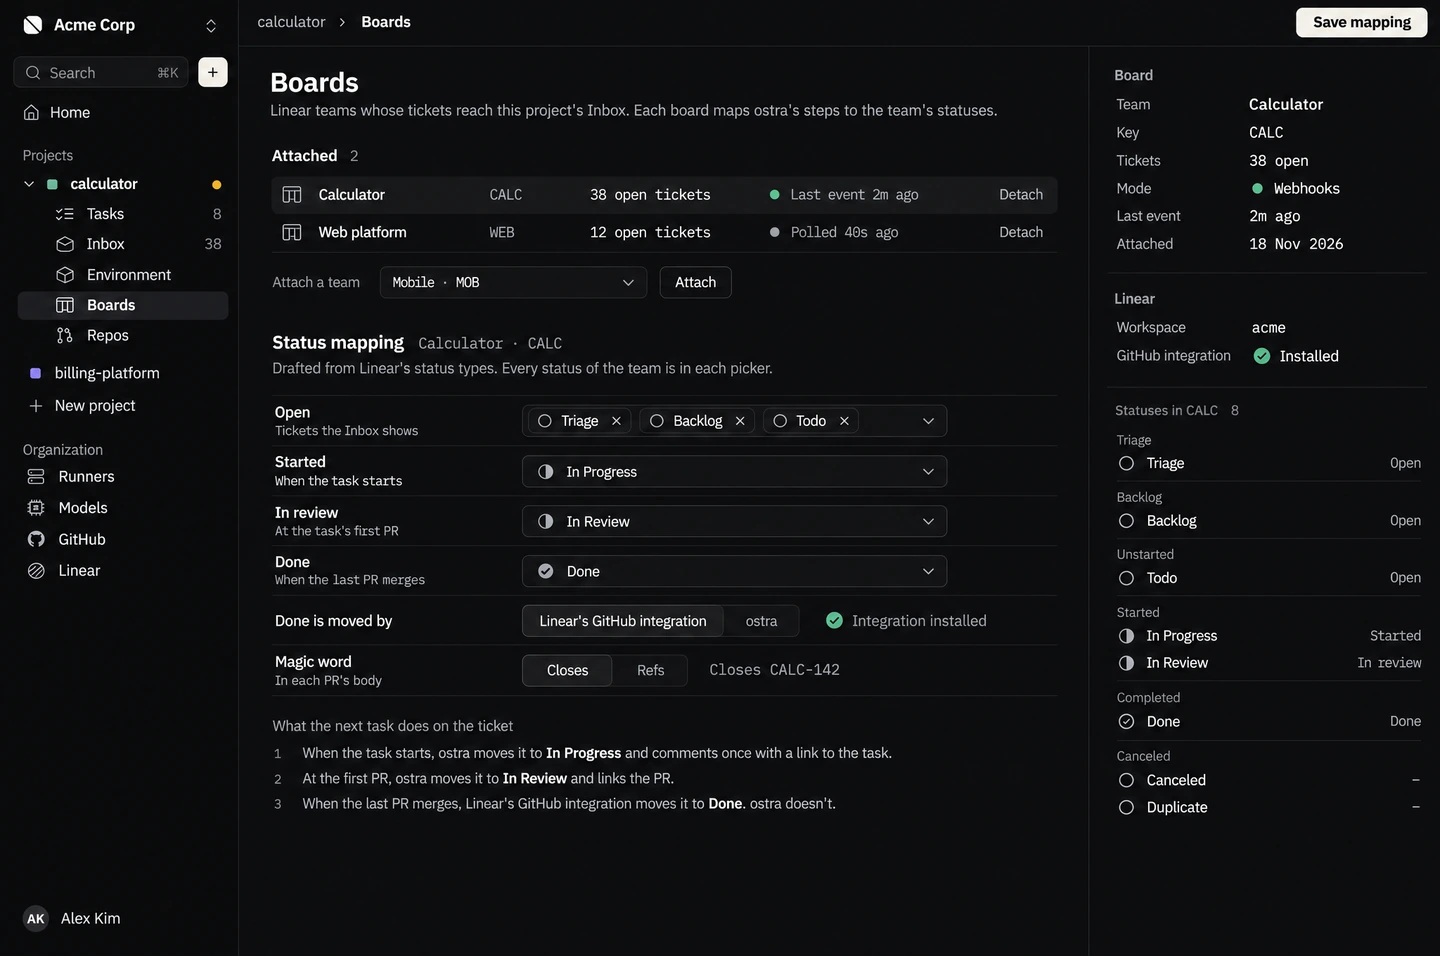 Acme Corp
Search ⌘K
+
Home
Projects
calculator
Tasks 8
Inbox 38
Environment
Boards
Repos
billing-platform
New project
Organization
Runners
Models
GitHub
Linear
AK Alex Kim
calculator > Boards
Save mapping
Boards
Linear teams whose tickets reach this project's Inbox. Each board maps ostra's steps to the team's statuses.
Attached 2
Calculator CALC 38 open tickets Last event 2m ago Detach
Web platform WEB 12 open tickets Polled 40s ago Detach
Attach a team Mobile · MOB Attach
Status mapping Calculator · CALC
Drafted from Linear's status types. Every status of the team is in each picker.
Open
Tickets the Inbox shows
Triage × Backlog × Todo ×
Started
When the task starts
In Progress
In review
At the task's first PR
In Review
Done
When the last PR merges
Done
Done is moved by Linear's GitHub integration ostra Integration installed
Magic word
In each PR's body
Closes Refs Closes CALC-142
What the next task does on the ticket
1 When the task starts, ostra moves it to In Progress and comments once with a link to the task.
2 At the first PR, ostra moves it to In Review and links the PR.
3 When the last PR merges, Linear's GitHub integration moves it to Done. ostra doesn't.
Board
Team Calculator
Key CALC
Tickets 38 open
Mode Webhooks
Last event 2m ago
Attached 18 Nov 2026
Linear
Workspace acme
GitHub integration Installed
Statuses in CALC 8
Triage
Triage Open
Backlog
Backlog Open
Unstarted
Todo Open
Started
In Progress Started
In Review In review
Completed
Done Done
Canceled
Canceled –
Duplicate –